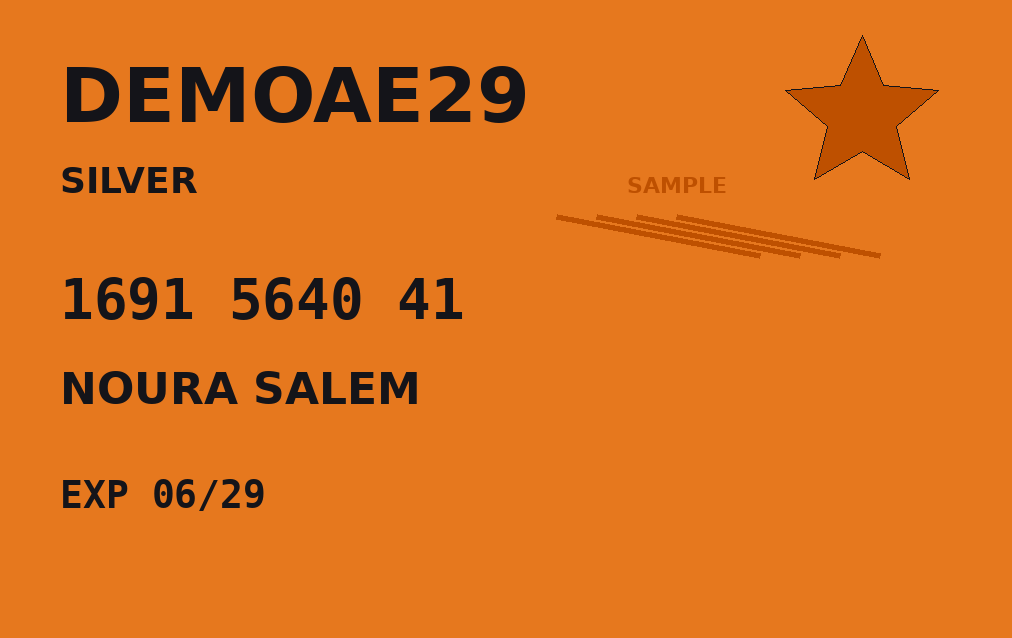 DEMOAE29
SILVER
SAMPLE
1691 5640 41
NOURA SALEM
EXP 06/29